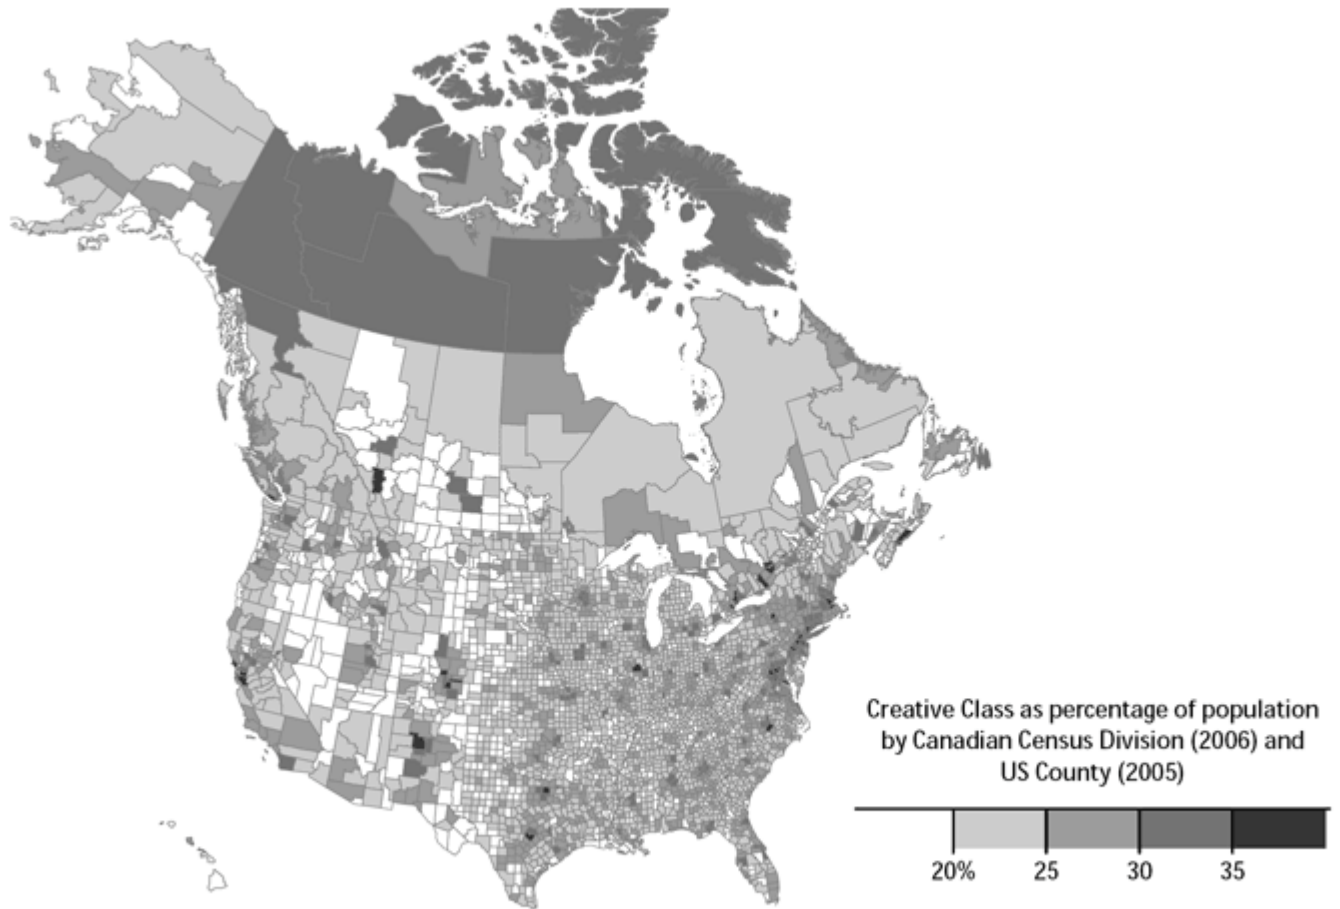 Creative Class as percentage of population
by Canadian Census Division (2006) and
US County (2005)
20% 25 30 35